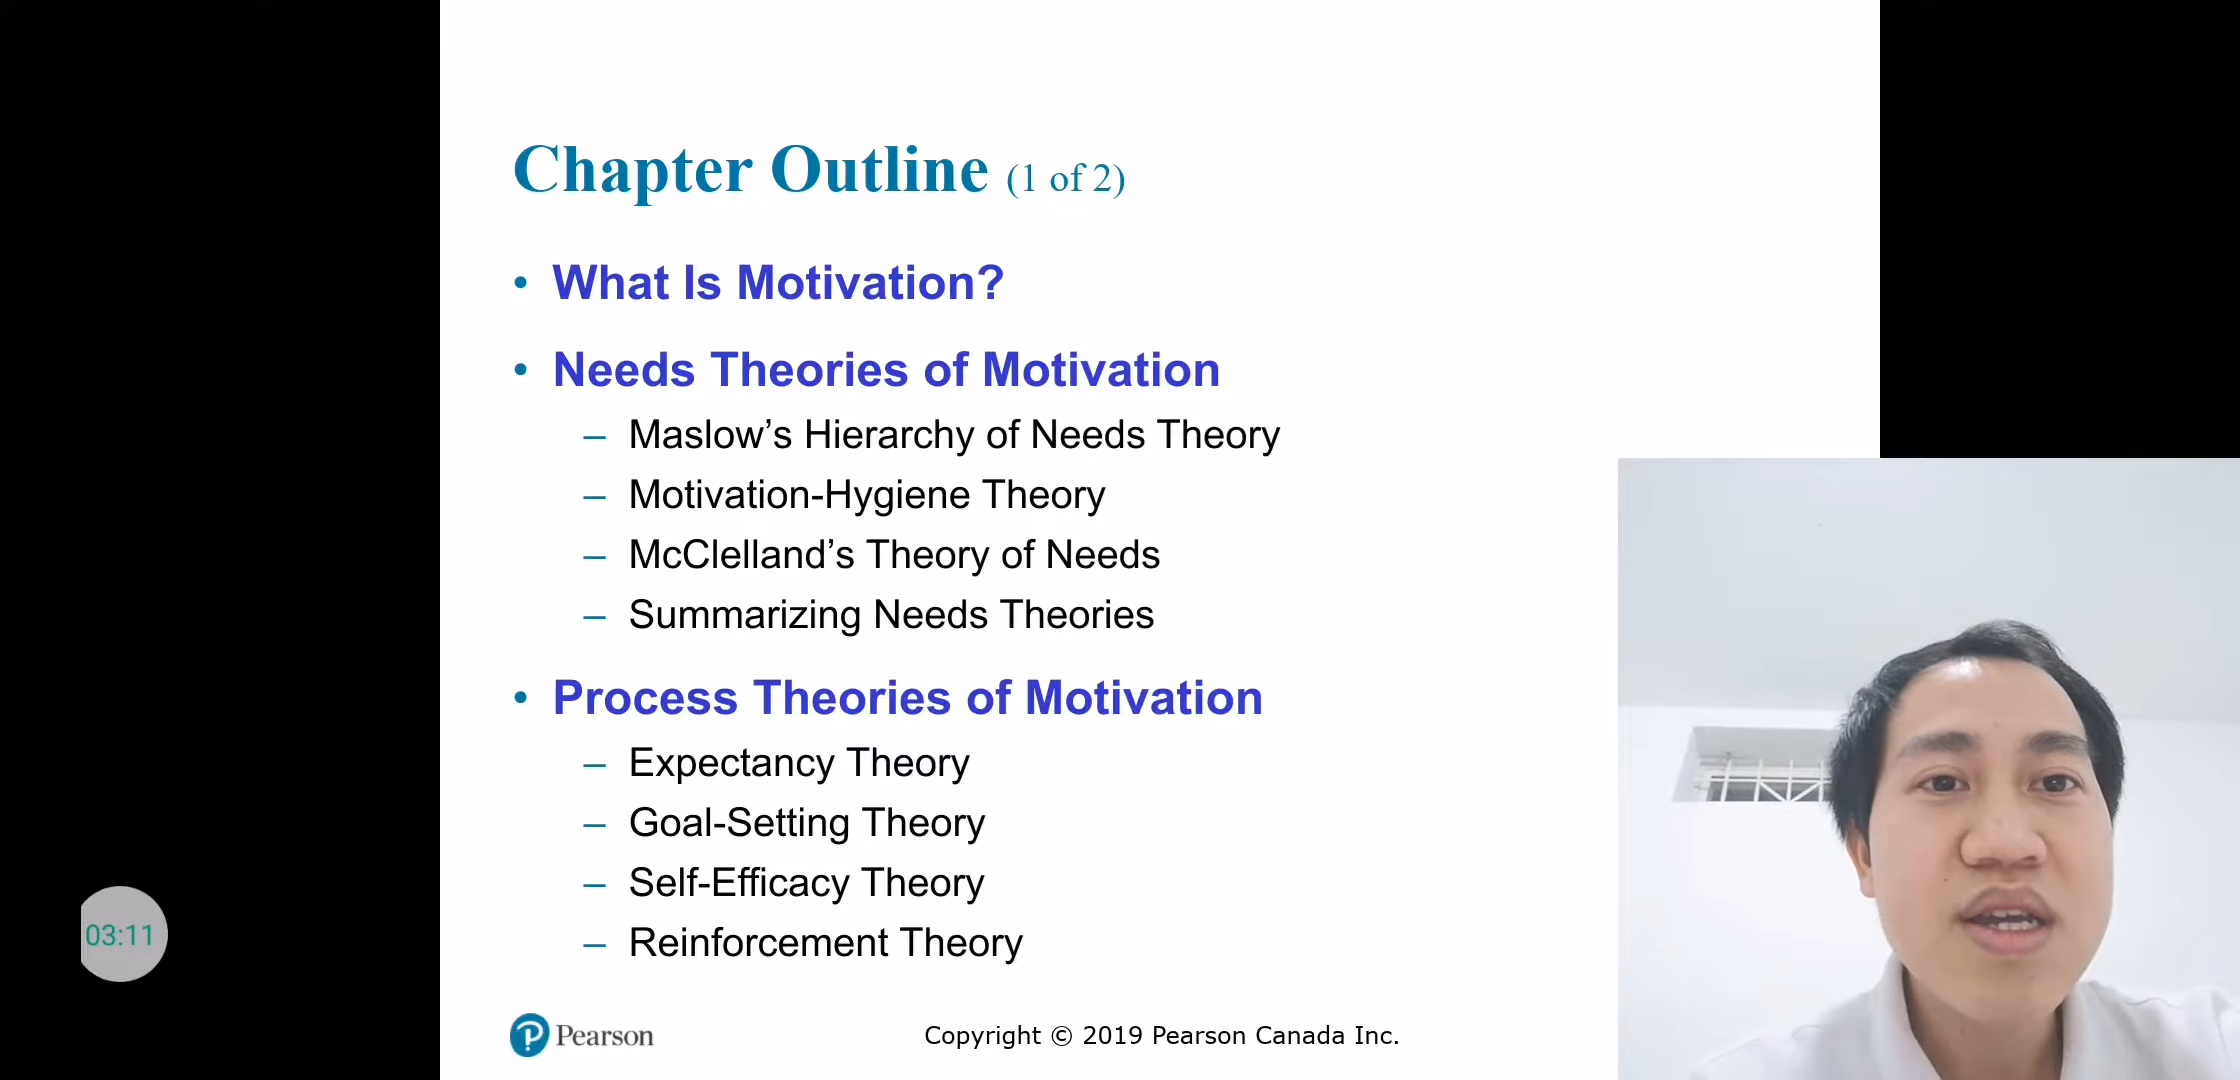 Chapter Outline (1 of 2)
• What Is Motivation?
• Needs Theories of Motivation
– Maslow’s Hierarchy of Needs Theory
– Motivation-Hygiene Theory
– McClelland’s Theory of Needs
– Summarizing Needs Theories
• Process Theories of Motivation
– Expectancy Theory
– Goal-Setting Theory
– Self-Efficacy Theory
– Reinforcement Theory
03:11
Pearson
Copyright © 2019 Pearson Canada Inc.